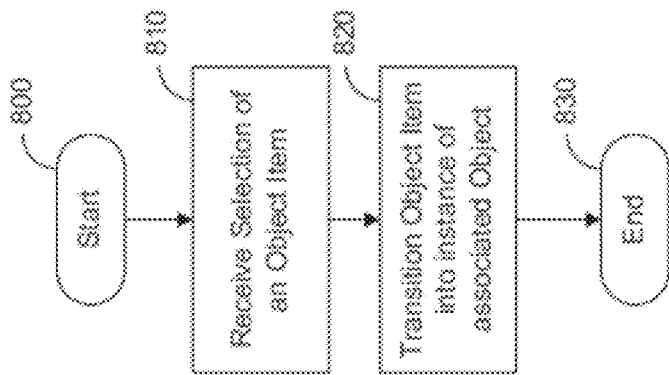 800
Start
810
Receive Selection of
an Object Item
820
Transition Object Item
into instance of
associated Object
830
End